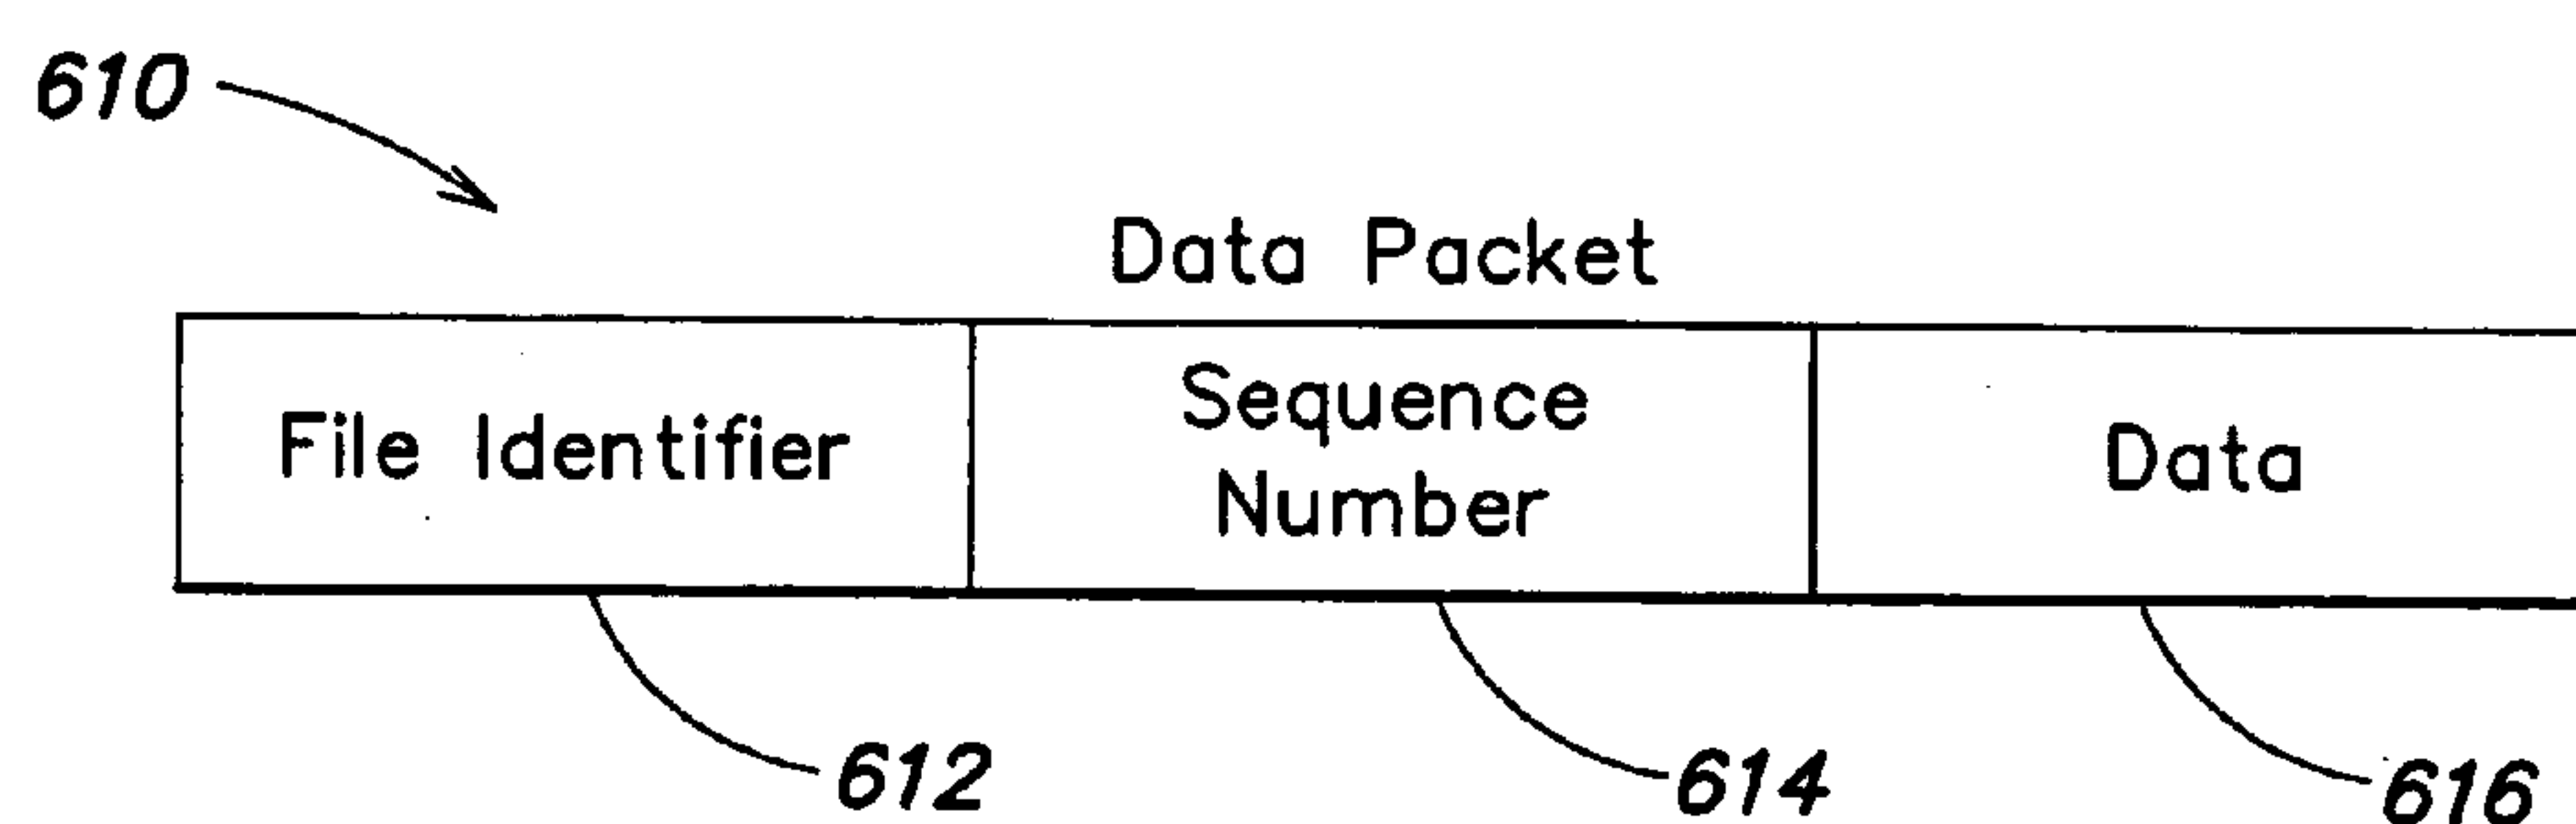 610
Data Packet
File Identifier
Sequence
Number
Data
612
614
616